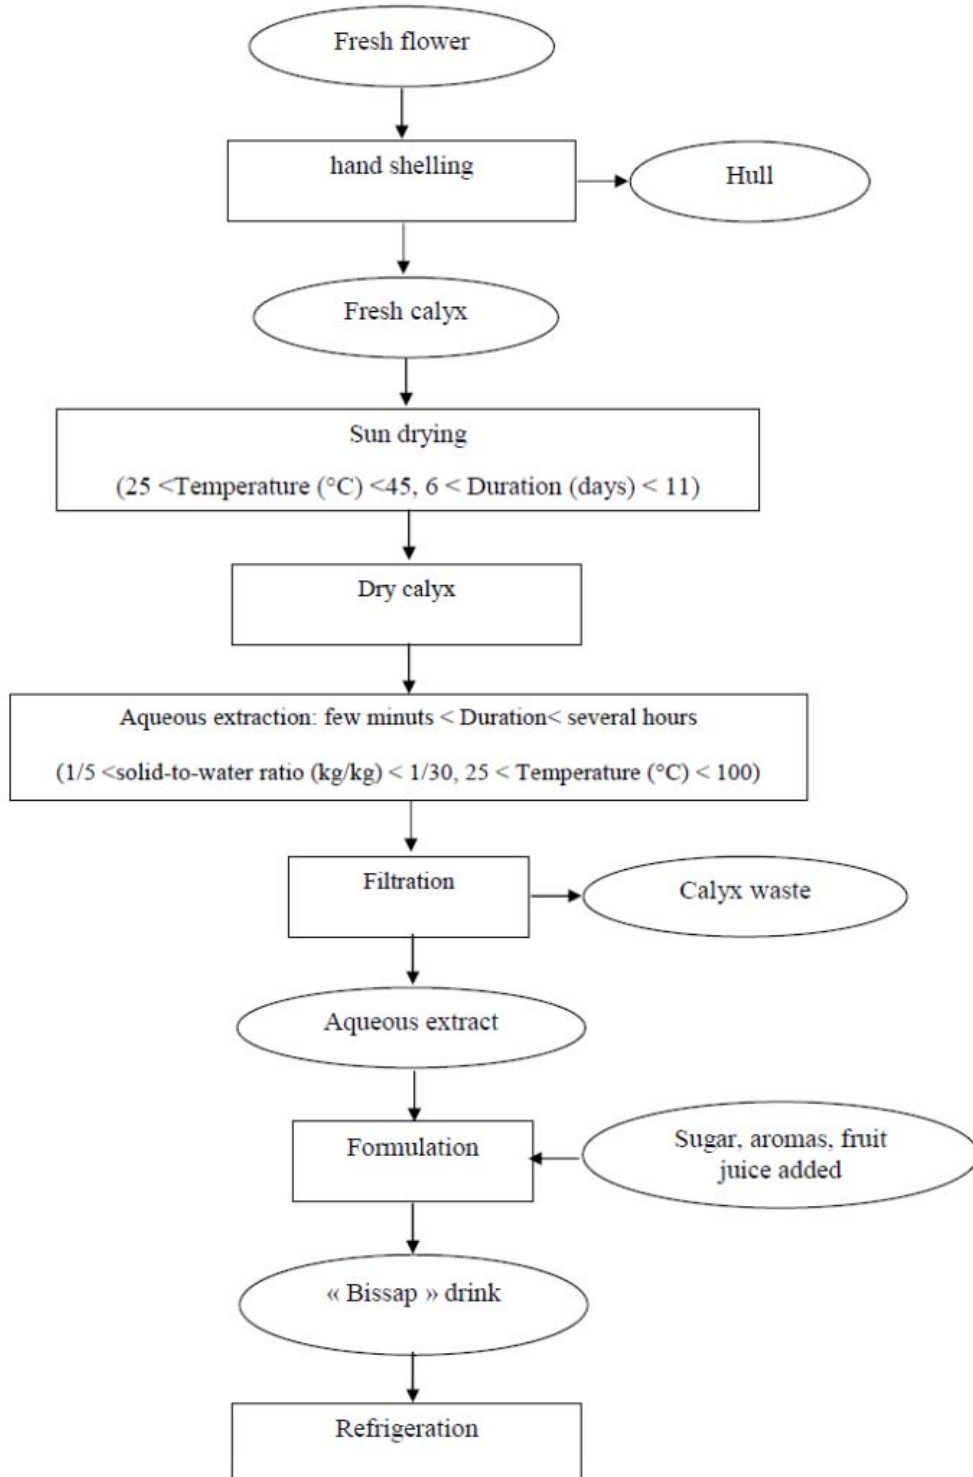 Fresh flower
hand shelling
Hull
Fresh calyx
Sun drying
(25 <Temperature (°C) <45, 6 < Duration (days) < 11)
Dry calyx
Aqueous extraction: few minuts < Duration< several hours
(1/5 <solid-to-water ratio (kg/kg) < 1/30, 25 < Temperature (°C) < 100)
Filtration
Calyx waste
Aqueous extract
Formulation
Sugar, aromas, fruit
juice added
« Bissap » drink
Refrigeration